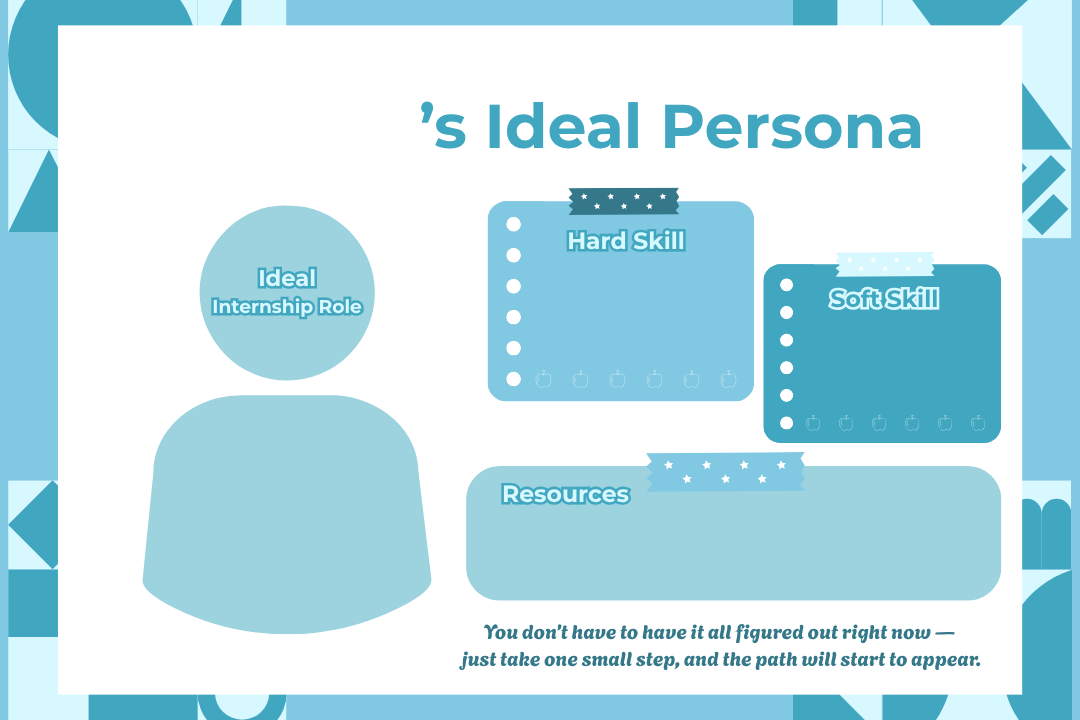 ’s Ideal Persona
Ideal
Internship Role
Hard Skill
Soft Skill
Resources
You don't have to have it all figured out right now —
just take one small step, and the path will start to appear.